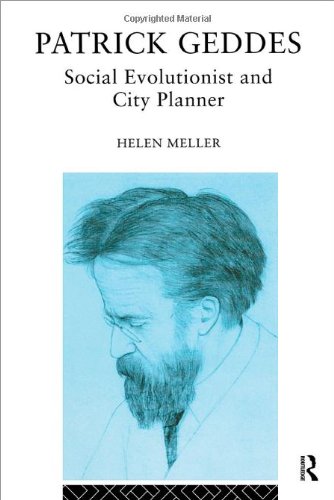 Copyrighted Material
PATRICK GEDDES
Social Evolutionist and
City Planner
HELEN MELLER
R
ROUTLEDGE